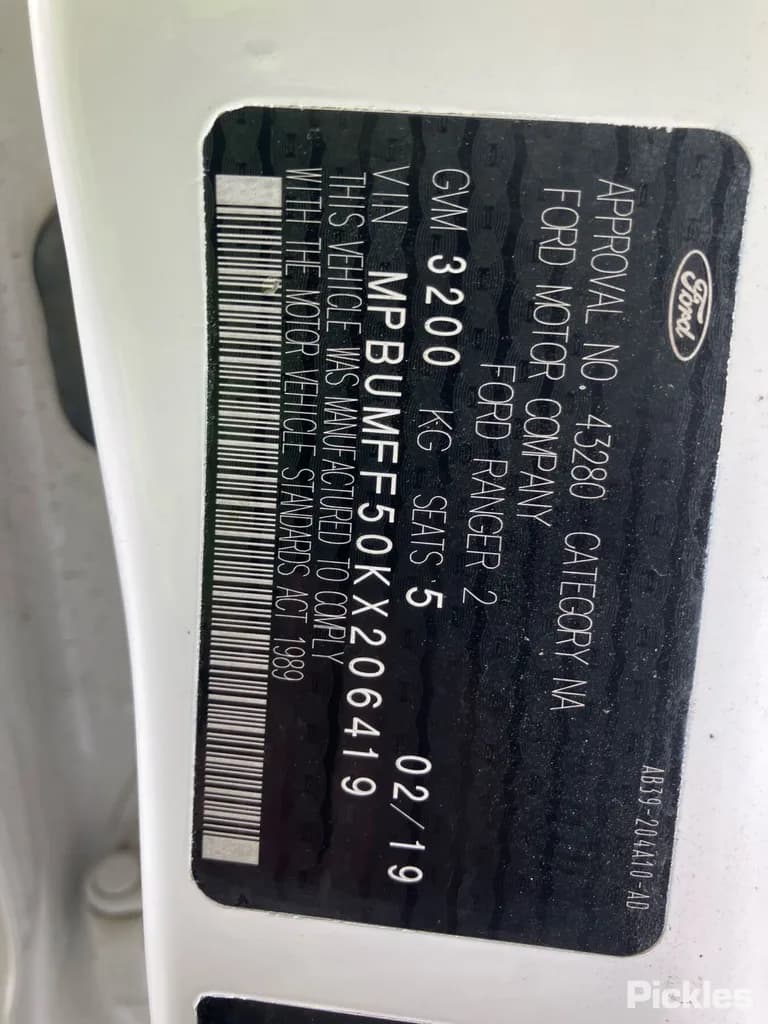 Ford
AB39-204A10-AD
APPROVAL NO. 43280 CATEGORY NA
FORD MOTOR COMPANY
FORD RANGER 2
GVM 3200 KG SEATS 5 02/19
VIN MPBUMFF50KX206419
THIS VEHICLE WAS MANUFACTURED TO COMPLY
WITH THE MOTOR VEHICLE STANDARDS ACT 1989
Pickles